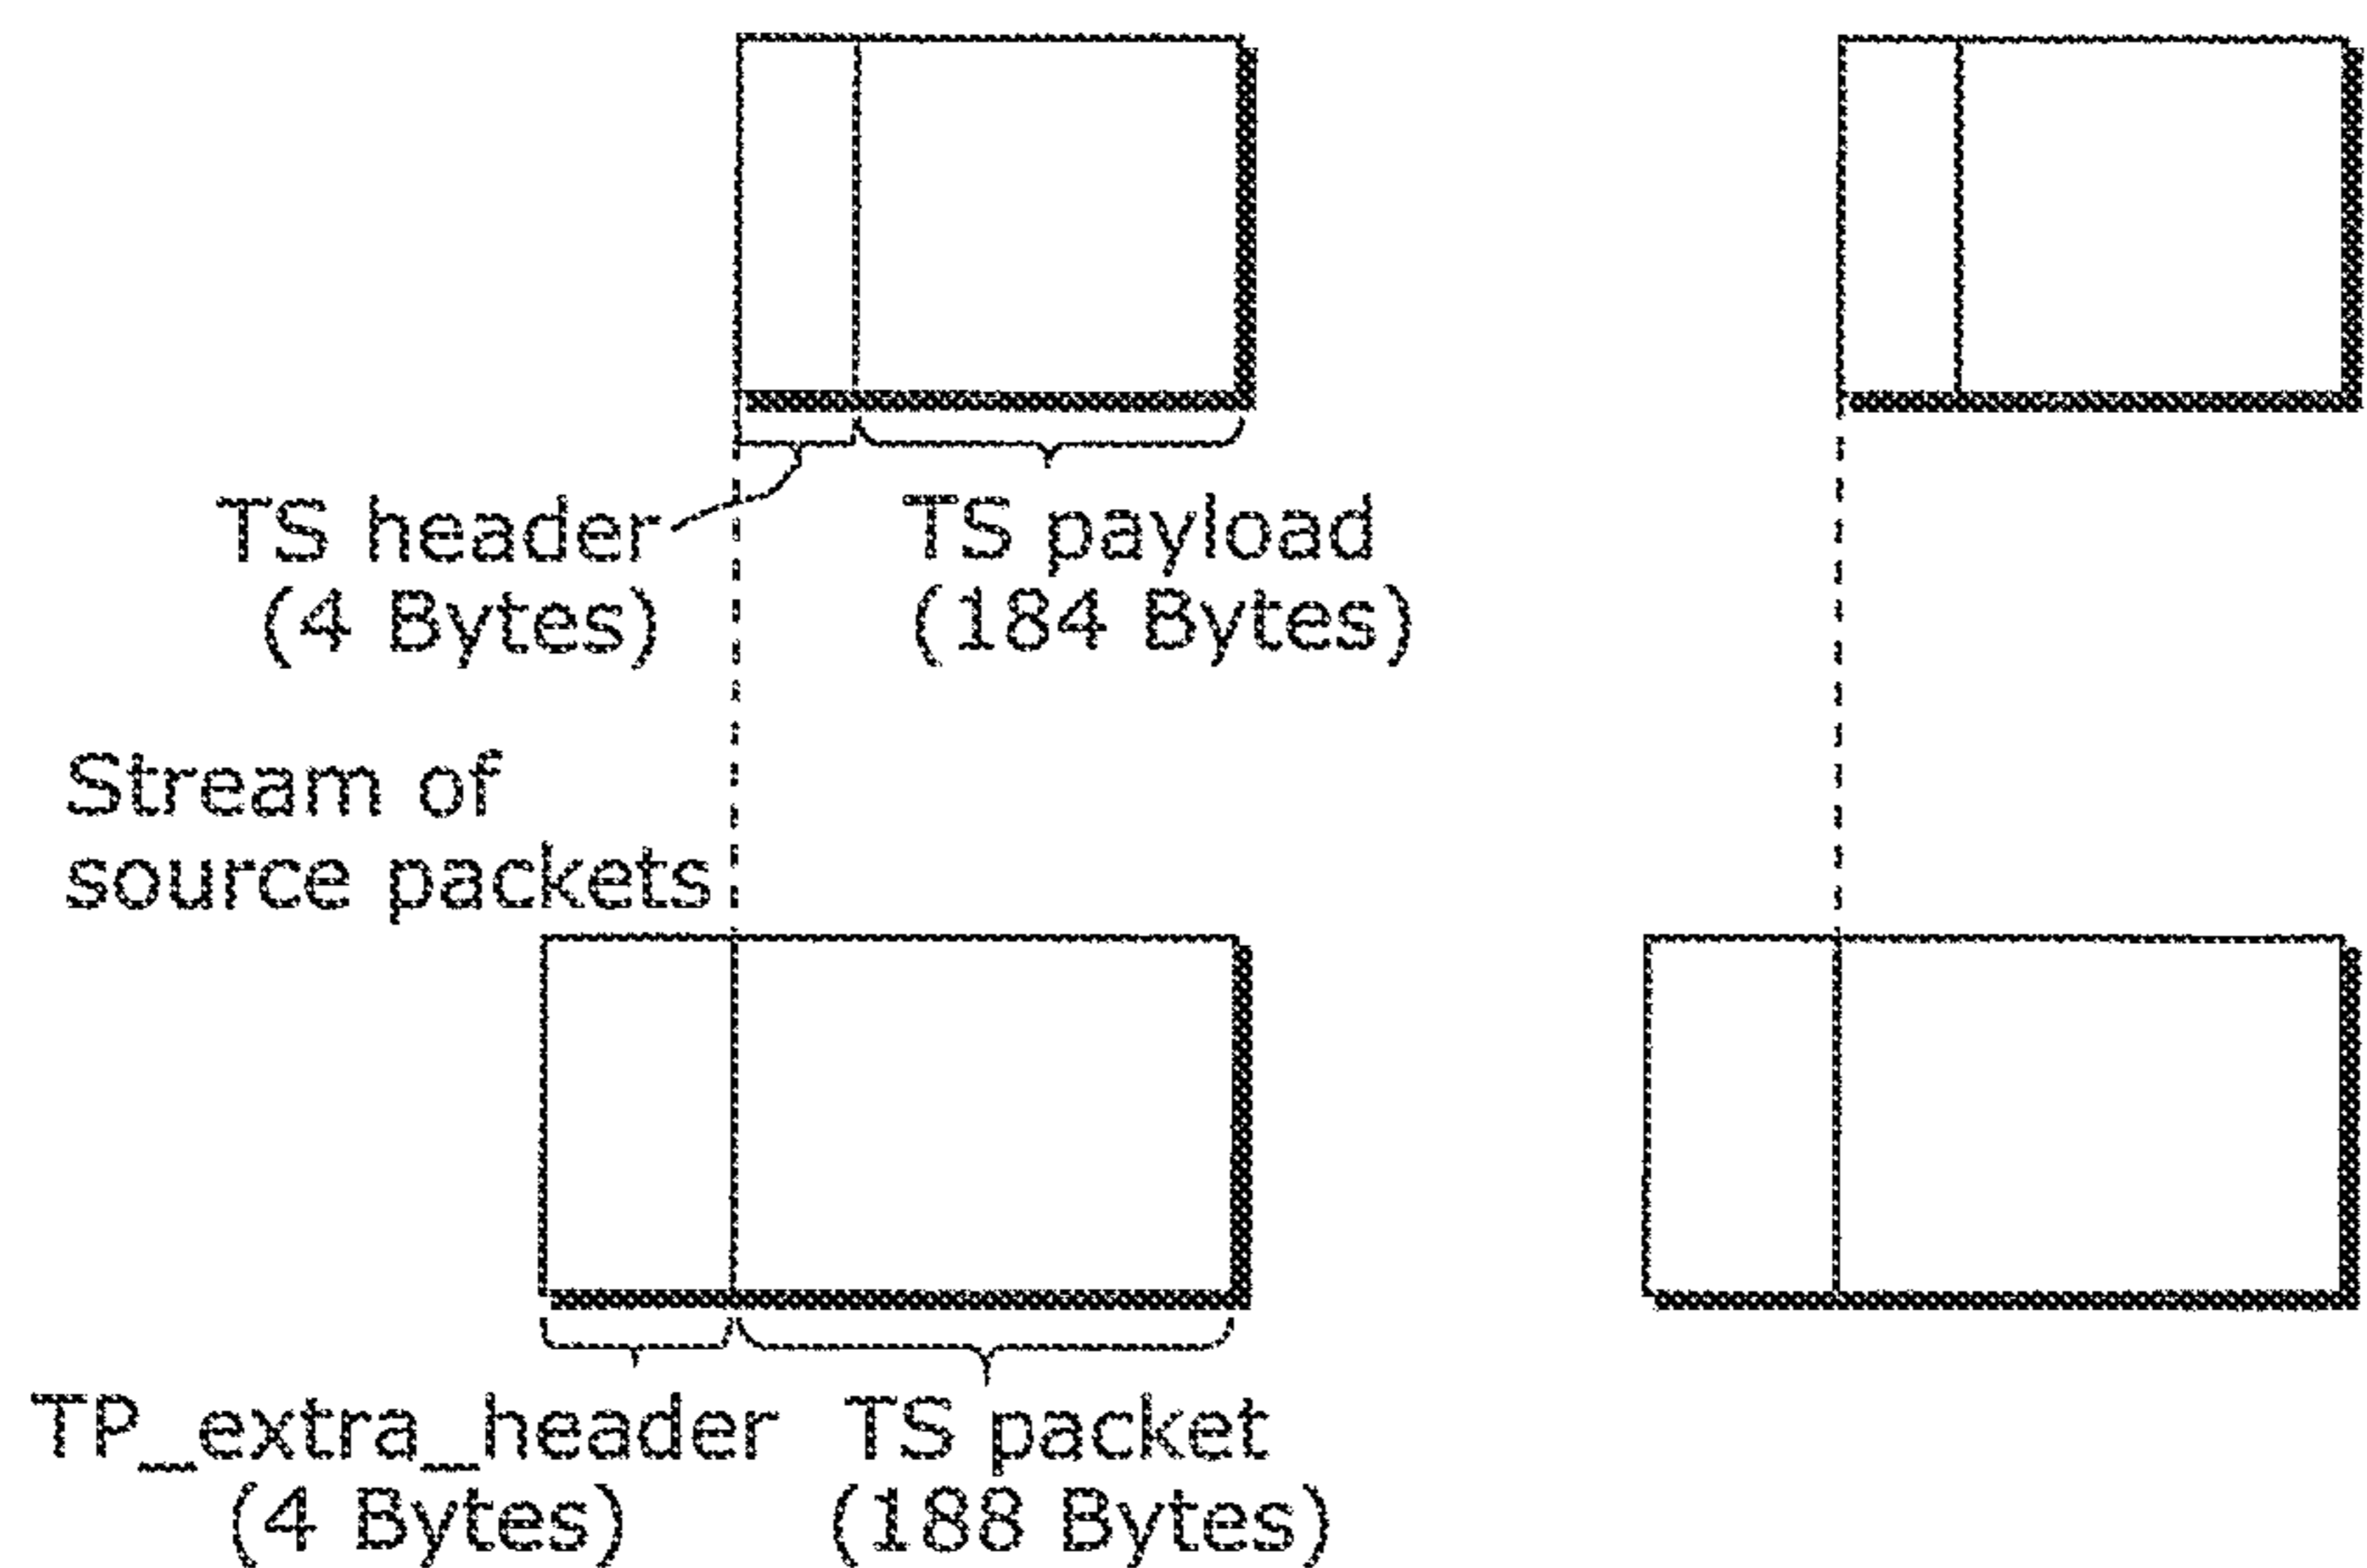 TS header
(4 Bytes)
TS payload
(184 Bytes)
Stream of
source packets
TP_extra_header
(4 Bytes)
TS packet
(188 Bytes)